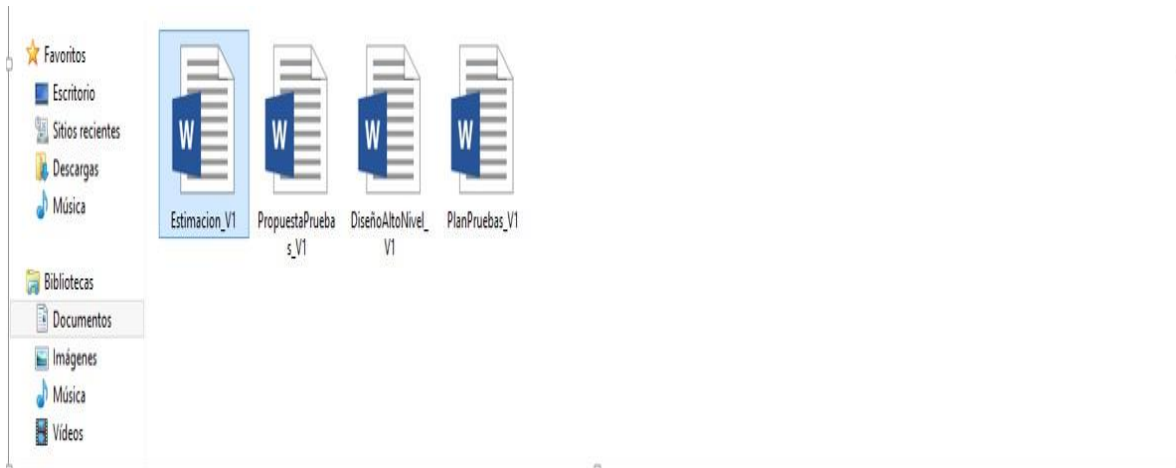 Favoritos
Escritorio
Sitios recientes
Descargas
Música
Bibliotecas
Documentos
Imágenes
Música
Vídeos
W W W W
Estimacion_V1 PropuestaPrueba DiseñoAltoNivel_ PlanPruebas_V1
s_V1 V1